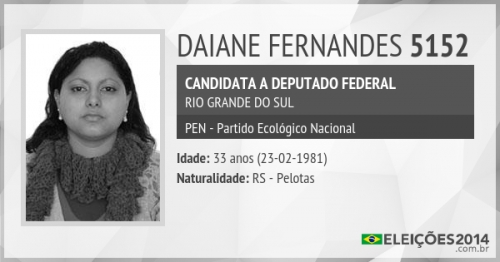 DAIANE FERNANDES 5152
CANDIDATA A DEPUTADO FEDERAL
RIO GRANDE DO SUL
PEN - Partido Ecológico Nacional
Idade: 33 anos (23-02-1981)
Naturalidade: RS - Pelotas
ELEIÇÕES2014
.com.br